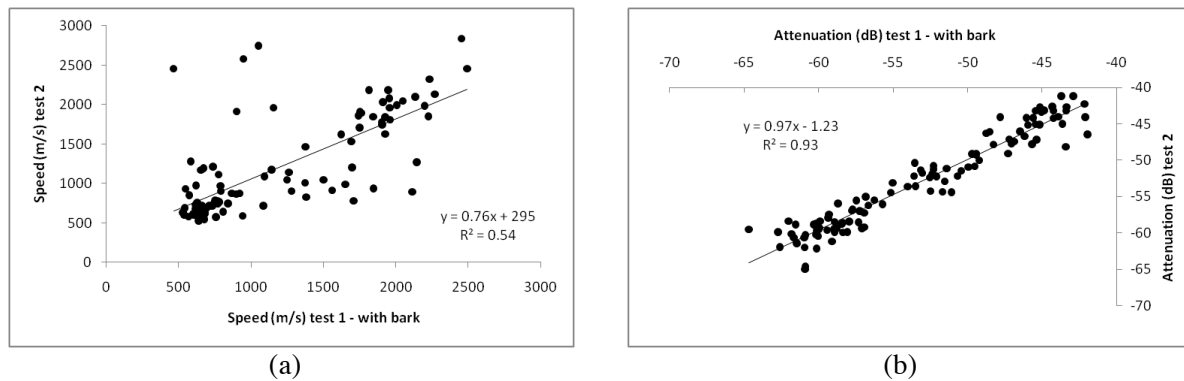 3000
2500
2000
1500
1000
500
0
Speed (m/s) test 2
y = 0.76x + 295
R² = 0.54
0 500 1000 1500 2000 2500 3000
Speed (m/s) test 1 - with bark
(a)
Attenuation (dB) test 1 - with bark
-70 -65 -60 -55 -50 -45 -40
-40
-45
-50
-55
-60
-65
-70
Attenuation (dB) test 2
y = 0.97x - 1.23
R² = 0.93
(b)